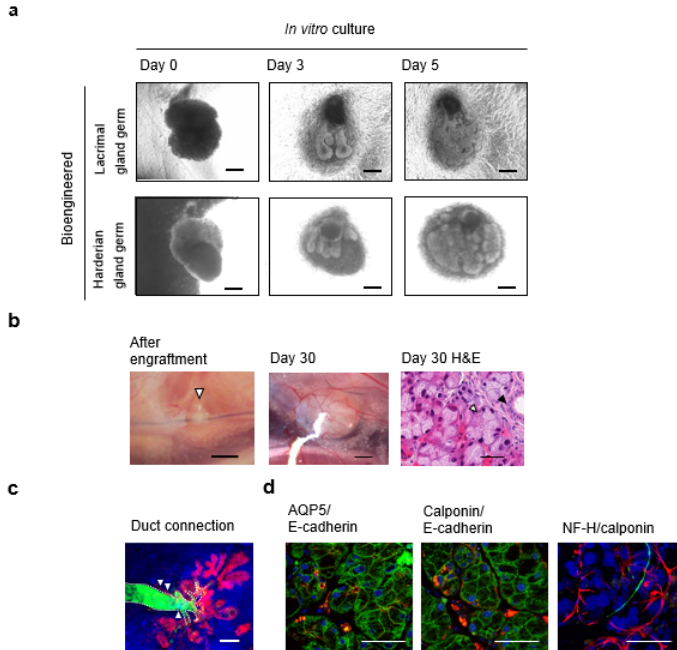 a
In vitro culture
Day 0
Day 3
Day 5
Bioengineered
Lacrimal
gland germ
Harderian
gland germ
b
After
engraftment
Day 30
Day 30 H&E
c
Duct connection
d
AQP5/
E-cadherin
Calponin/
E-cadherin
NF-H/calponin